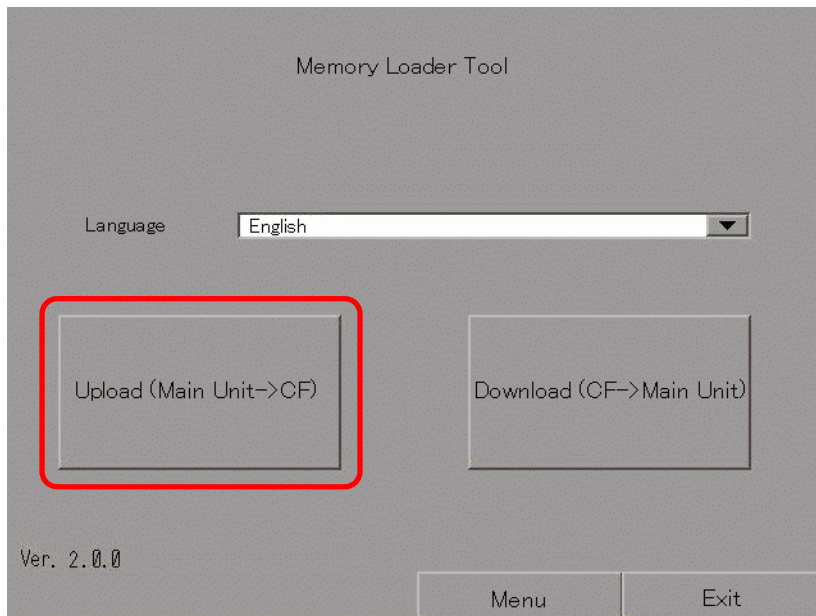 Memory Loader Tool
Language English
Upload (Main Unit->CF) Download (CF->Main Unit)
Ver. 2.0.0
Menu Exit